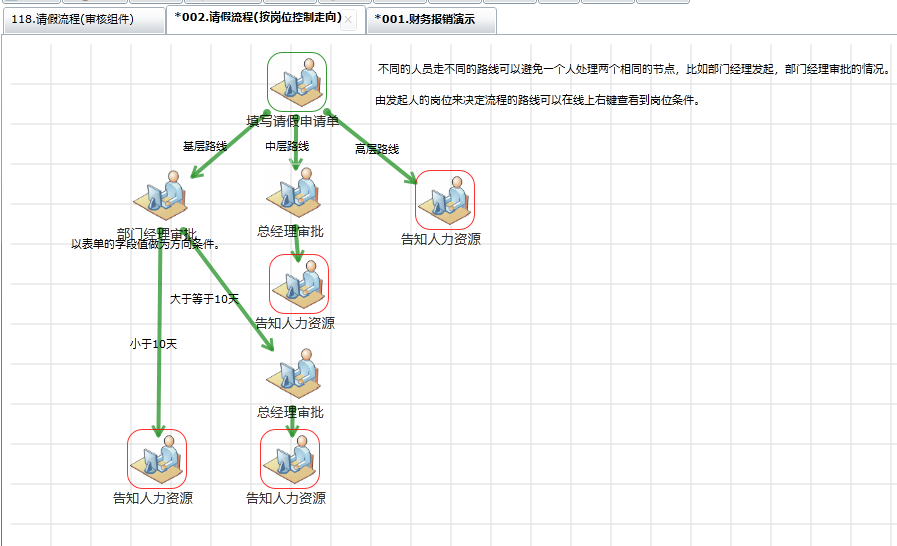 118.请假流程(审核组件)
*002.请假流程(按岗位控制走向)
*001.财务报销演示
不同的人员走不同的路线可以避免一个人处理两个相同的节点，比如部门经理发起，部门经理审批的情况。
由发起人的岗位来决定流程的路线可以在线上右键查看到岗位条件。
填写请假申请单
基层路线
中层路线
高层路线
部门经理审批
总经理审批
告知人力资源
以表单的字段值做为方向条件。
大于等于10天
告知人力资源
小于10天
总经理审批
告知人力资源
告知人力资源